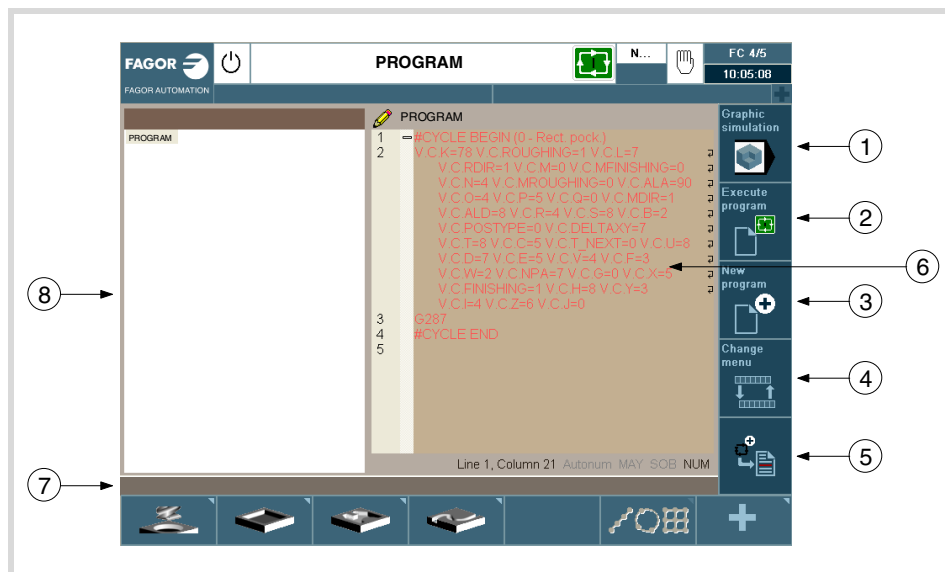 FAGOR
FAGOR AUTOMATION
PROGRAM
N...
FC 4/5
10:05:08
PROGRAM
PROGRAM
1 #CYCLE BEGIN (0 - Rect. pock.)
2 V.C.K=78 V.C.ROUGHING=1 V.C.L=7
V.C.RDIR=1 V.C.M=0 V.C.MFINISHING=0
V.C.N=4 V.C.MROUGHING=0 V.C.ALA=90
V.C.O=4 V.C.P=5 V.C.Q=0 V.C.MDIR=1
V.C.ALD=8 V.C.R=4 V.C.S=8 V.C.B=2
V.C.POSTYPE=0 V.C.DELTAXY=7
V.C.T=8 V.C.C=5 V.C.T_NEXT=0 V.C.U=8
V.C.D=7 V.C.E=5 V.C.V=4 V.C.F=3
V.C.W=2 V.C.NPA=7 V.C.G=0 V.C.X=5
V.C.FINISHING=1 V.C.H=8 V.C.Y=3
V.C.I=4 V.C.Z=6 V.C.J=0
3 G287
4 #CYCLE END
5
Line 1, Column 21 Autonum MAY SOB NUM
Graphic
simulation
Execute
program
New
program
Change
menu
1
2
3
4
5
6
7
8